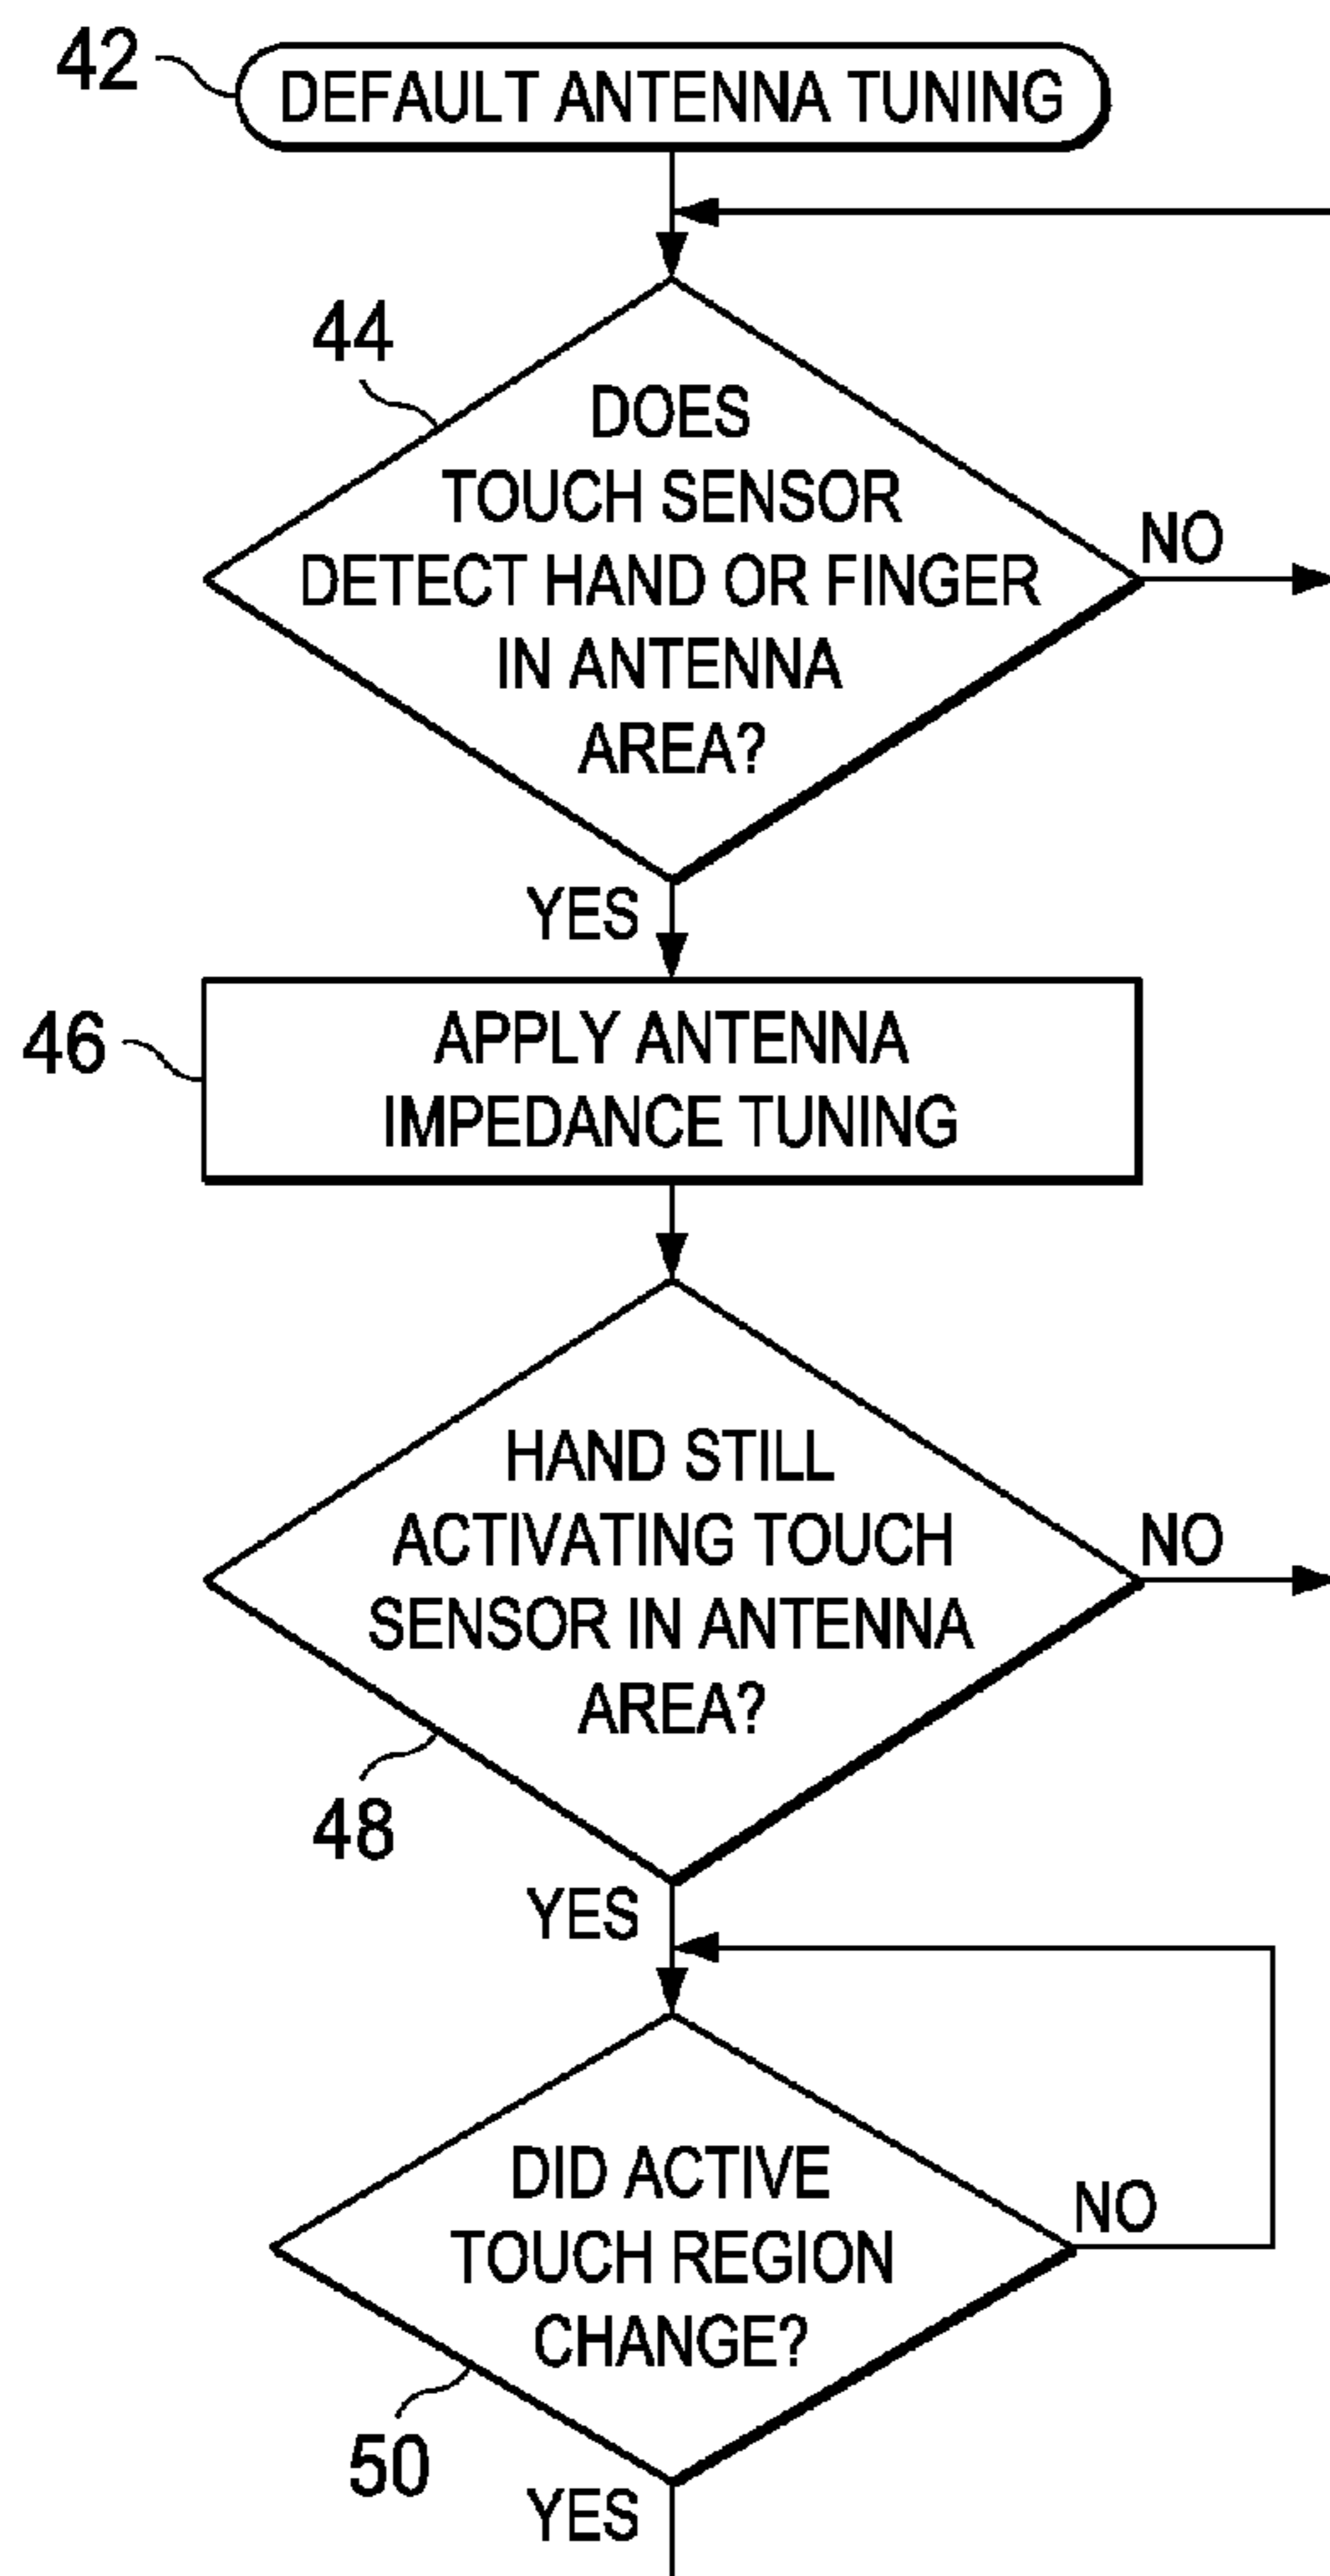 42
DEFAULT ANTENNA TUNING
44
DOES
TOUCH SENSOR
DETECT HAND OR FINGER
IN ANTENNA
AREA?
NO
YES
46
APPLY ANTENNA
IMPEDANCE TUNING
HAND STILL
ACTIVATING TOUCH
SENSOR IN ANTENNA
AREA?
NO
48
YES
DID ACTIVE
TOUCH REGION
CHANGE?
NO
50
YES